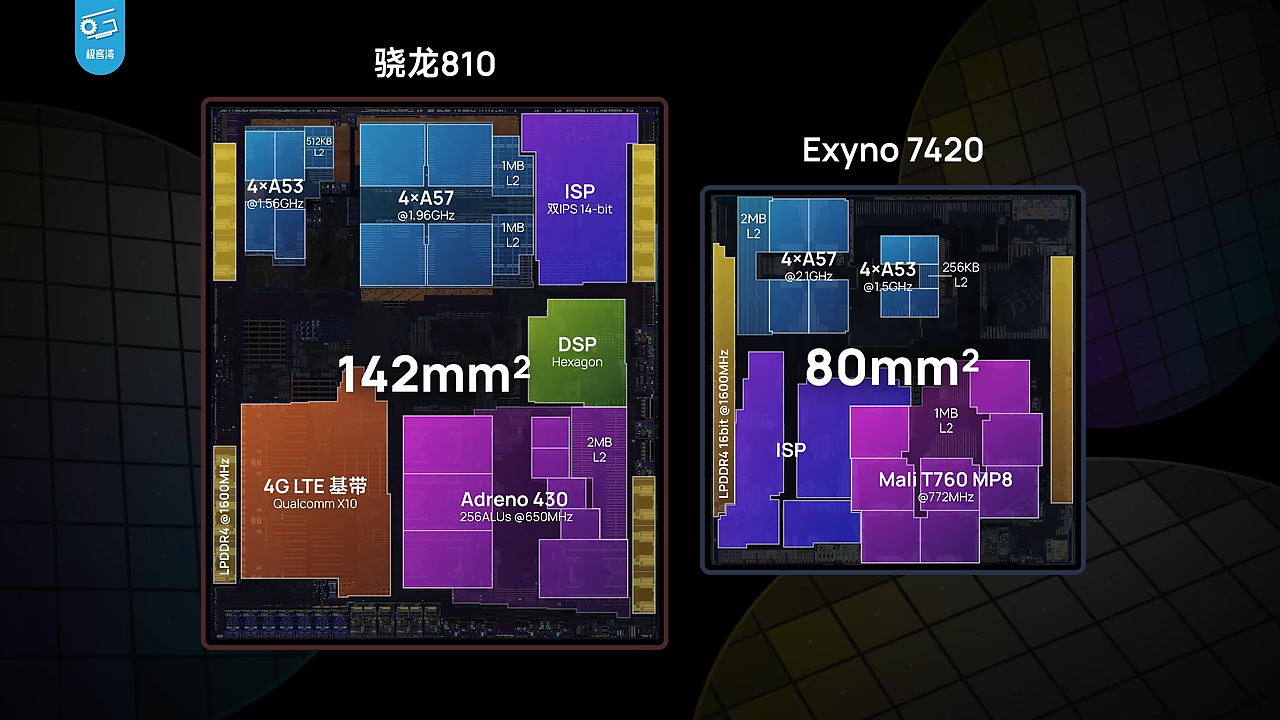 极客湾
骁龙810
4×A53
@1.56GHz
512KB
L2
4×A57
@1.96GHz
1MB
L2
1MB
L2
ISP
双IPS 14-bit
DSP
Hexagon
142mm²
4G LTE 基带
Qualcomm X10
LPDDR4 @1600MHz
Adreno 430
256ALUs @650MHz
2MB
L2
Exyno 7420
2MB
L2
4×A57
@2.1GHz
4×A53
@1.5GHz
256KB
L2
80mm²
LPDDR4 16bit @1600MHz
ISP
1MB
L2
Mali T760 MP8
@772MHz